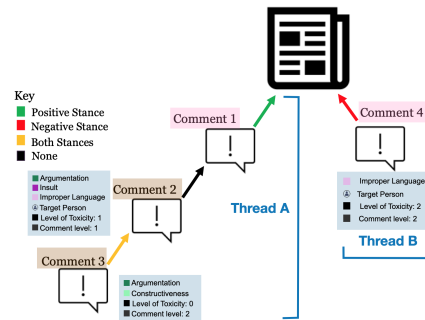 Comment 1
Comment 4
Key
Positive Stance
Negative Stance
Both Stances
None
Argumentation
Insult
Improper Language
Target Person
Level of Toxicity: 1
Comment level: 1
Comment 2
Improper Language
Target Person
Level of Toxicity: 2
Comment level: 2
Thread A
Thread B
Comment 3
Argumentation
Constructiveness
Level of Toxicity: 0
Comment level: 2